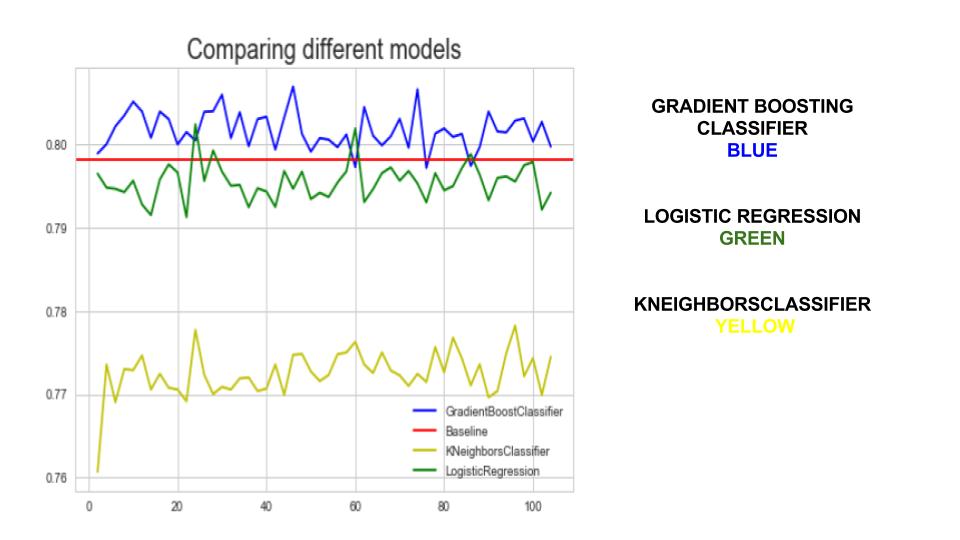 Comparing different models
0.80
0.79
0.78
0.77
0.76
0
20
40
60
80
100
GradientBoostClassifier
Baseline
KNeighborsClassifier
LogisticRegression
GRADIENT BOOSTING
CLASSIFIER
BLUE
LOGISTIC REGRESSION
GREEN
KNEIGHBORSCLASSIFIER
YELLOW